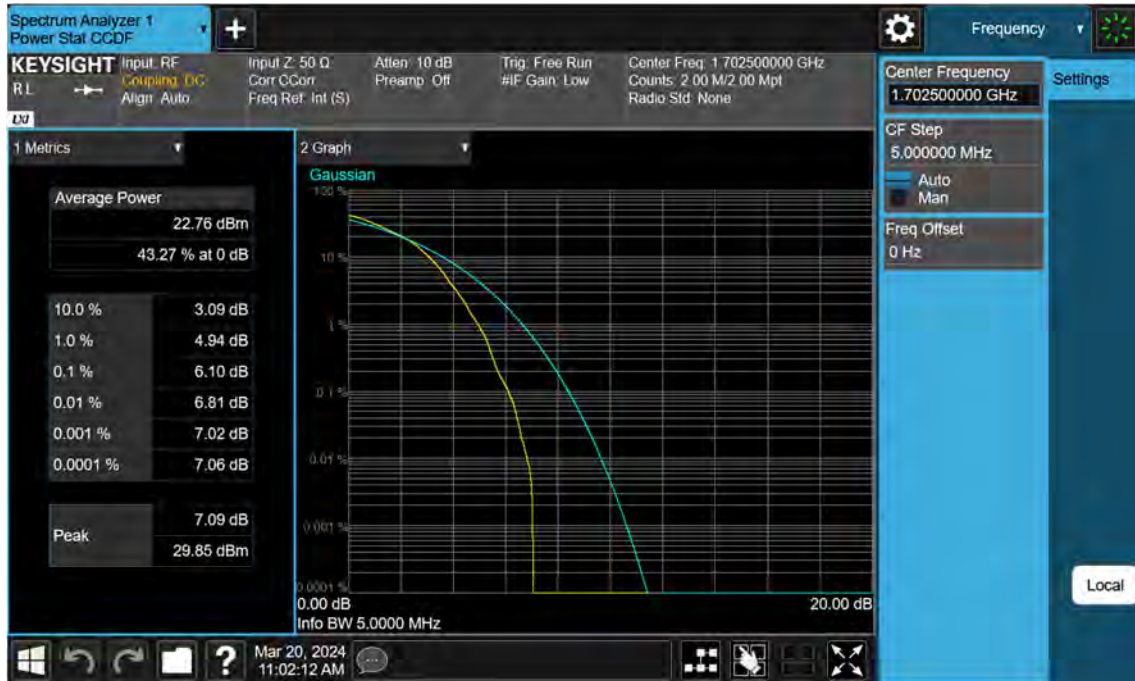 Spectrum Analyzer 1
Power Stat CCDF
+
Frequency
KEYSIGHT
RL
LXI
Input: RF
Coupling: DC
Align: Auto
Input Z: 50 Ω
Corr CCorr
Freq Ref: Int (S)
Atten: 10 dB
Preamp: Off
Trig: Free Run
#IF Gain: Low
Center Freq: 1.702500000 GHz
Counts: 2.00 M/2.00 Mpt
Radio Std: None
Center Frequency
1.702500000 GHz
Settings
CF Step
5.000000 MHz
Auto
Man
Freq Offset
0 Hz
Local
1 Metrics
Average Power
22.76 dBm
43.27 % at 0 dB
10.0 % 3.09 dB
1.0 % 4.94 dB
0.1 % 6.10 dB
0.01 % 6.81 dB
0.001 % 7.02 dB
0.0001 % 7.06 dB
Peak
7.09 dB
29.85 dBm
2 Graph
Gaussian
100 %
10 %
1 %
0.1 %
0.01 %
0.001 %
0.0001 %
0.00 dB
20.00 dB
Info BW 5.0000 MHz
?
Mar 20, 2024
11:02:12 AM